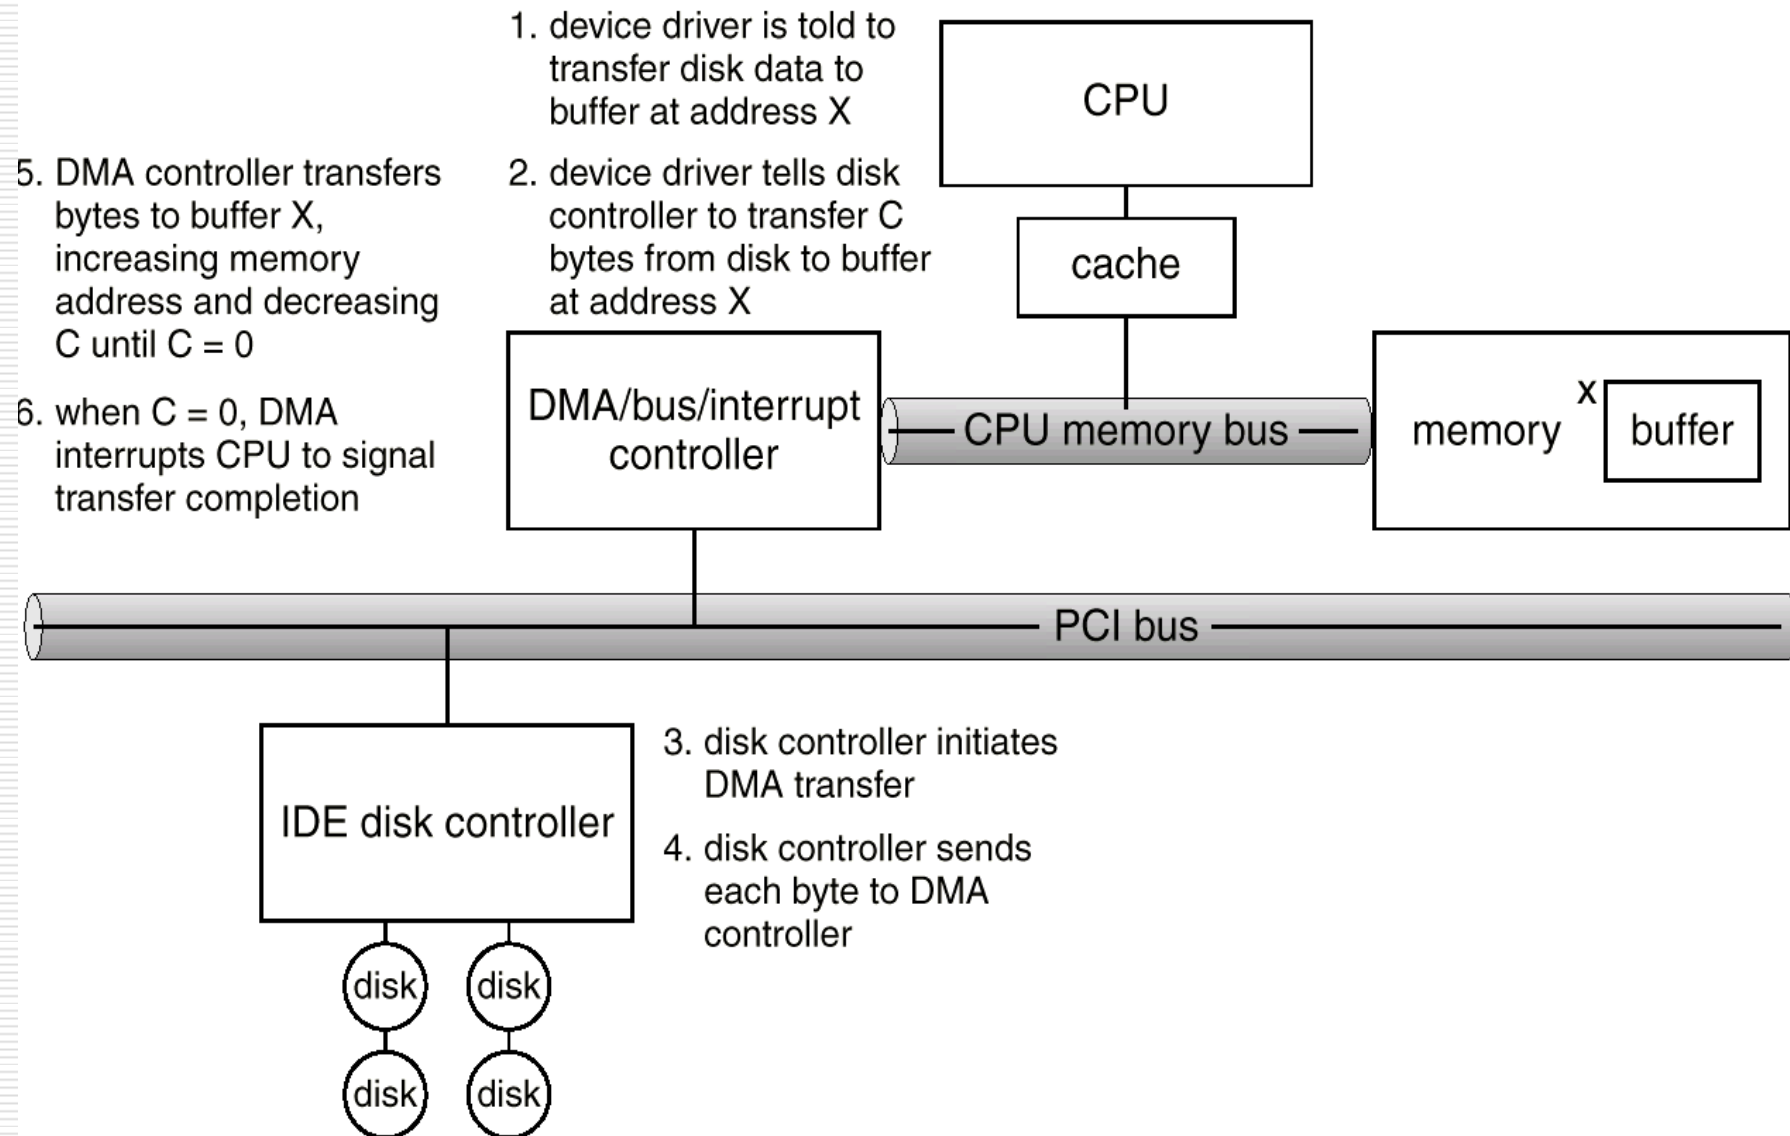 1. device driver is told to
transfer disk data to
buffer at address X
2. device driver tells disk
controller to transfer C
bytes from disk to buffer
at address X
5. DMA controller transfers
bytes to buffer X,
increasing memory
address and decreasing
C until C = 0
6. when C = 0, DMA
interrupts CPU to signal
transfer completion
CPU
cache
DMA/bus/interrupt
controller
CPU memory bus
memory
X
buffer
PCI bus
IDE disk controller
3. disk controller initiates
DMA transfer
4. disk controller sends
each byte to DMA
controller
disk
disk
disk
disk